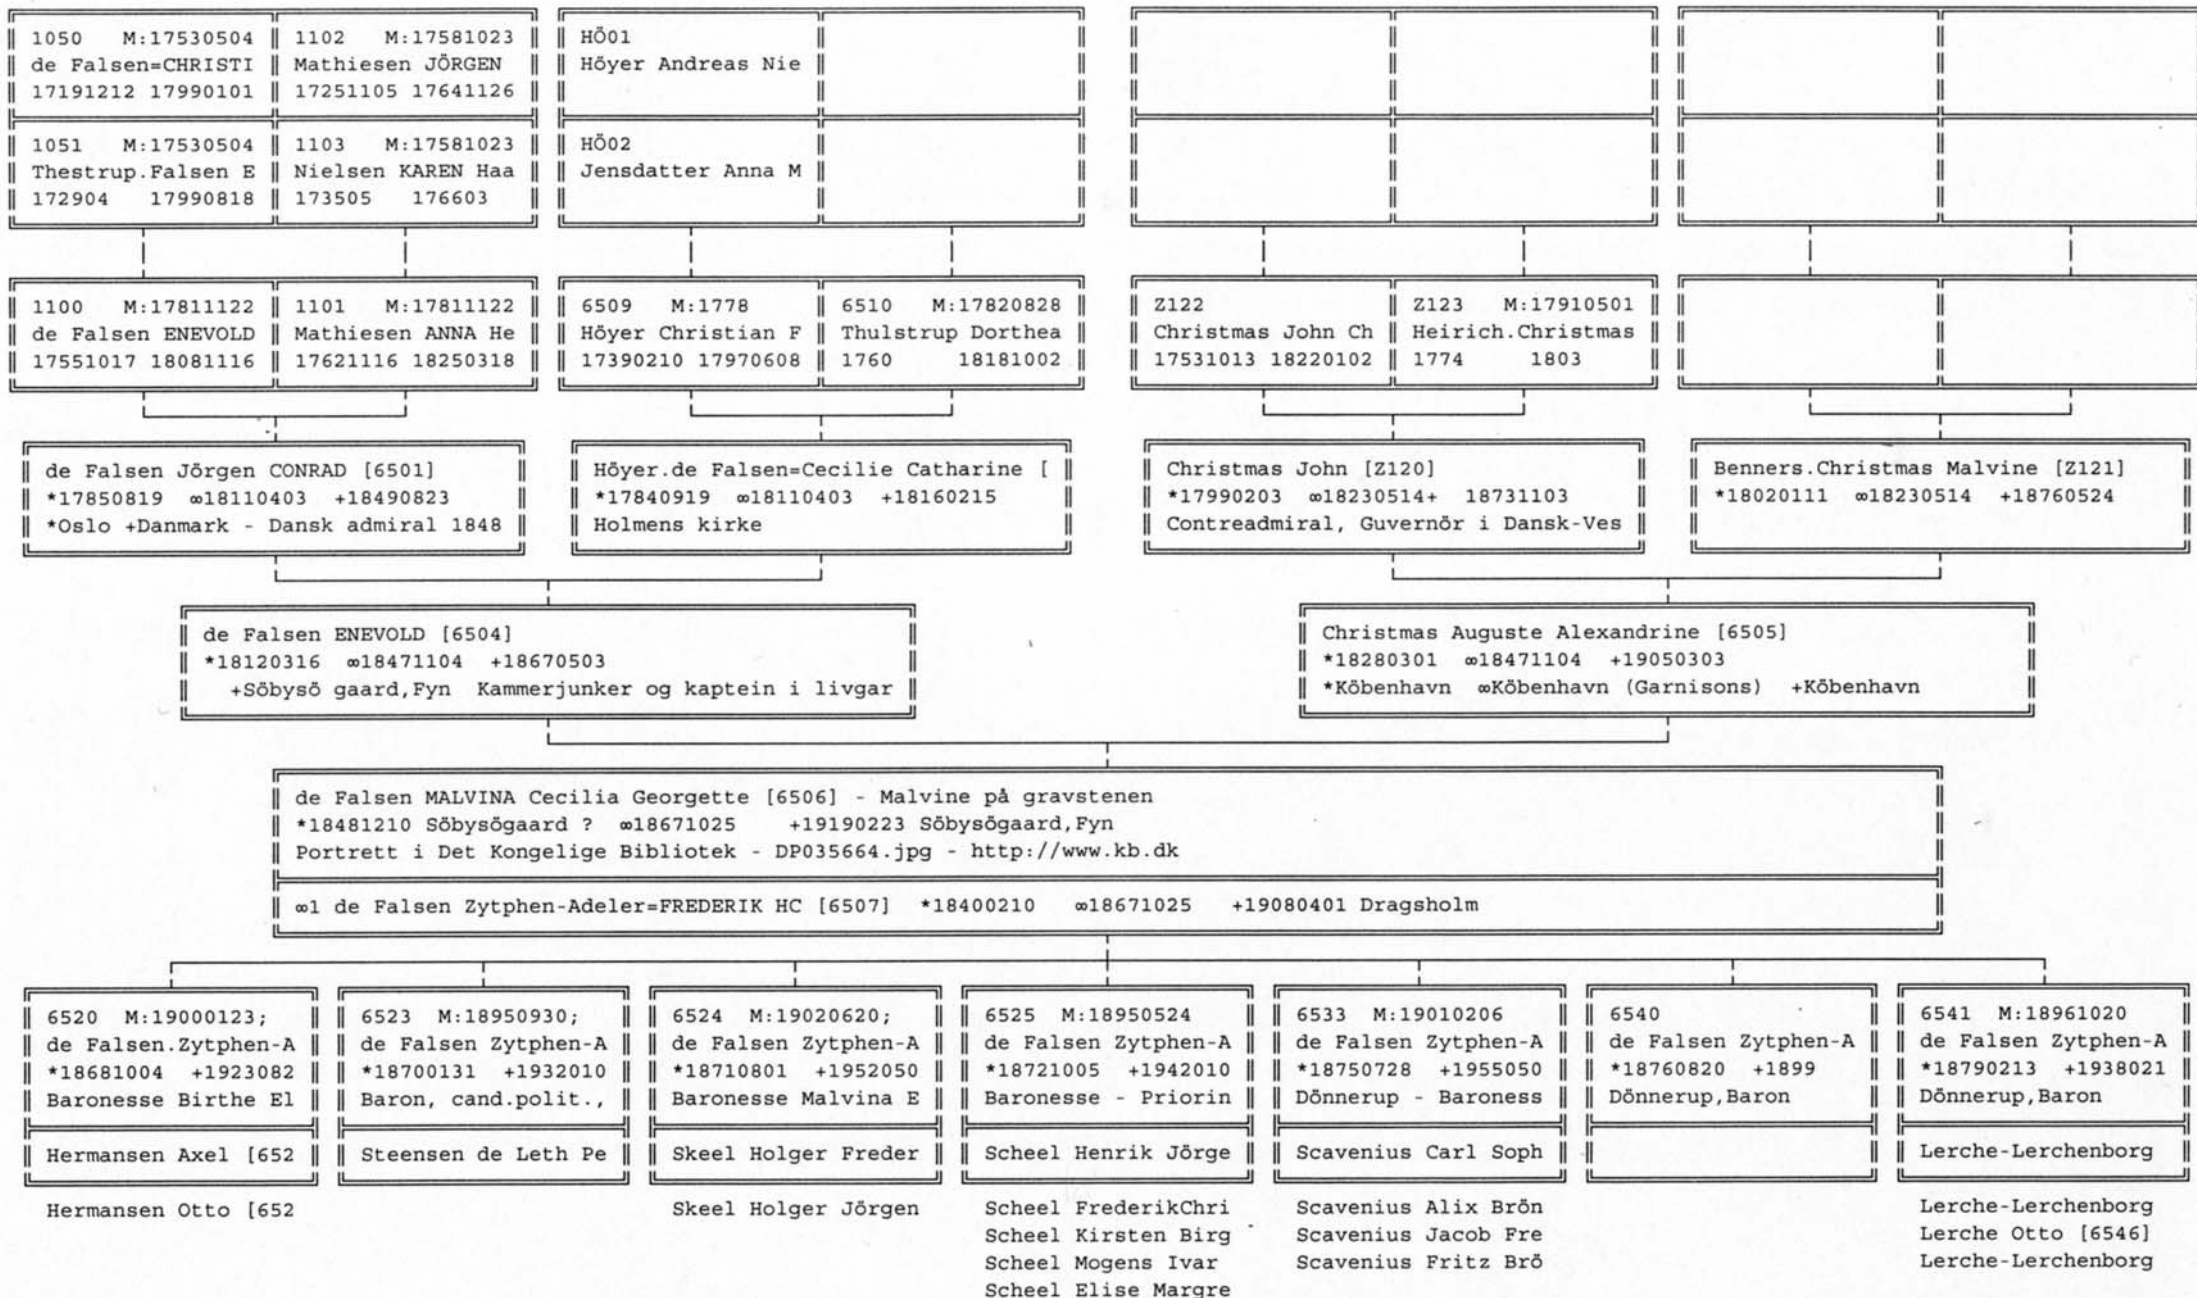 1050 M:17530504
de Falsen=CHRISTI
17191212 17990101
1102 M:17581023
Mathiesen JÖRGEN
17251105 17641126
HÖ01
Höyer Andreas Nie
1051 M:17530504
Thestrup.Falsen E
172904 17990818
1103 M:17581023
Nielsen KAREN Haa
173505 176603
HÖ02
Jensdatter Anna M
1100 M:17811122
de Falsen ENEVOLD
17551017 18081116
1101 M:17811122
Mathiesen ANNA He
17621116 18250318
6509 M:1778
Höyer Christian F
17390210 17970608
6510 M:17820828
Thulstrup Dorthea
1760 18181002
Z122
Christmas John Ch
17531013 18220102
Z123 M:17910501
Heirich.Christmas
1774 1803
de Falsen Jörgen CONRAD [6501]
*17850819 ∞18110403 +18490823
*Oslo +Danmark - Dansk admiral 1848
Höyer.de Falsen=Cecilie Catharine [
*17840919 ∞18110403 +18160215
Holmens kirke
Christmas John [Z120]
*17990203 ∞18230514+ 18731103
Contreadmiral, Guvernör i Dansk-Ves
Benners.Christmas Malvine [Z121]
*18020111 ∞18230514 +18760524
de Falsen ENEVOLD [6504]
*18120316 ∞18471104 +18670503
+Söbysö gaard,Fyn Kammerjunker og kaptein i livgar
Christmas Auguste Alexandrine [6505]
*18280301 ∞18471104 +19050303
*Köbenhavn ∞Köbenhavn (Garnisons) +Köbenhavn
de Falsen MALVINA Cecilia Georgette [6506] - Malvine på gravstenen
*18481210 Söbysögaard ? ∞18671025 +19190223 Söbysögaard,Fyn
Portrett i Det Kongelige Bibliotek - DP035664.jpg - http://www.kb.dk
∞1 de Falsen Zytphen-Adeler=FREDERIK HC [6507] *18400210 ∞18671025 +19080401 Dragsholm
6520 M:19000123;
de Falsen.Zytphen-A
*18681004 +1923082
Baronesse Birthe El
Hermansen Axel [652
Hermansen Otto [652
6523 M:18950930;
de Falsen Zytphen-A
*18700131 +1932010
Baron, cand.polit.,
Steensen de Leth Pe
6524 M:19020620;
de Falsen Zytphen-A
*18710801 +1952050
Baronesse Malvina E
Skeel Holger Freder
Skeel Holger Jörgen
6525 M:18950524
de Falsen Zytphen-A
*18721005 +1942010
Baronesse - Priorin
Scheel Henrik Jörge
Scheel FrederikChri
Scheel Kirsten Birg
Scheel Mogens Ivar
Scheel Elise Margre
6533 M:19010206
de Falsen Zytphen-A
*18750728 +1955050
Dönnerup - Baroness
Scavenius Carl Soph
Scavenius Alix Brön
Scavenius Jacob Fre
Scavenius Fritz Brö
6540
de Falsen Zytphen-A
*18760820 +1899
Dönnerup,Baron
6541 M:18961020
de Falsen Zytphen-A
*18790213 +1938021
Dönnerup,Baron
Lerche-Lerchenborg
Lerche-Lerchenborg
Lerche Otto [6546]
Lerche-Lerchenborg